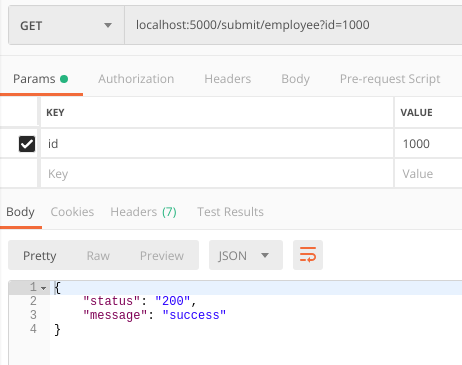 GET localhost:5000/submit/employee?id=1000
Params Authorization Headers Body Pre-request Script
KEY VALUE
id 1000
Key Value
Body Cookies Headers (7) Test Results
Pretty Raw Preview JSON
1 {
2 "status": "200",
3 "message": "success"
4 }